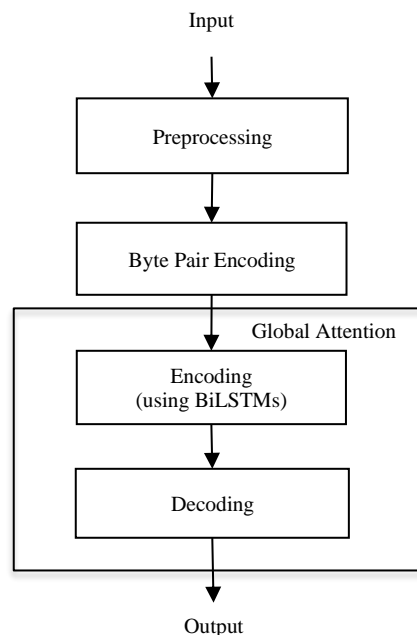 Input
Preprocessing
Byte Pair Encoding
Global Attention
Encoding
(using BiLSTMs)
Decoding
Output